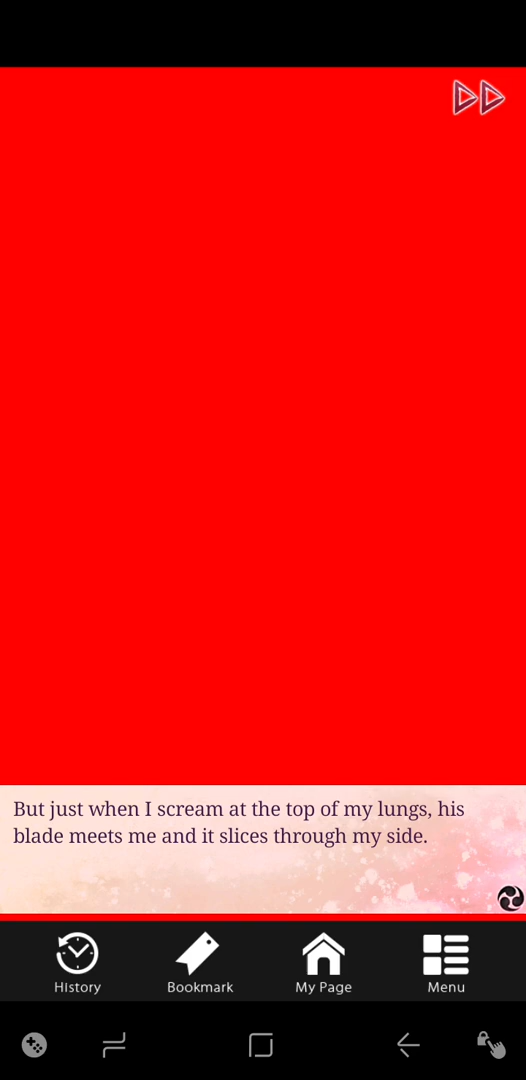 But just when I scream at the top of my lungs, his
blade meets me and it slices through my side.
History
Bookmark
My Page
Menu